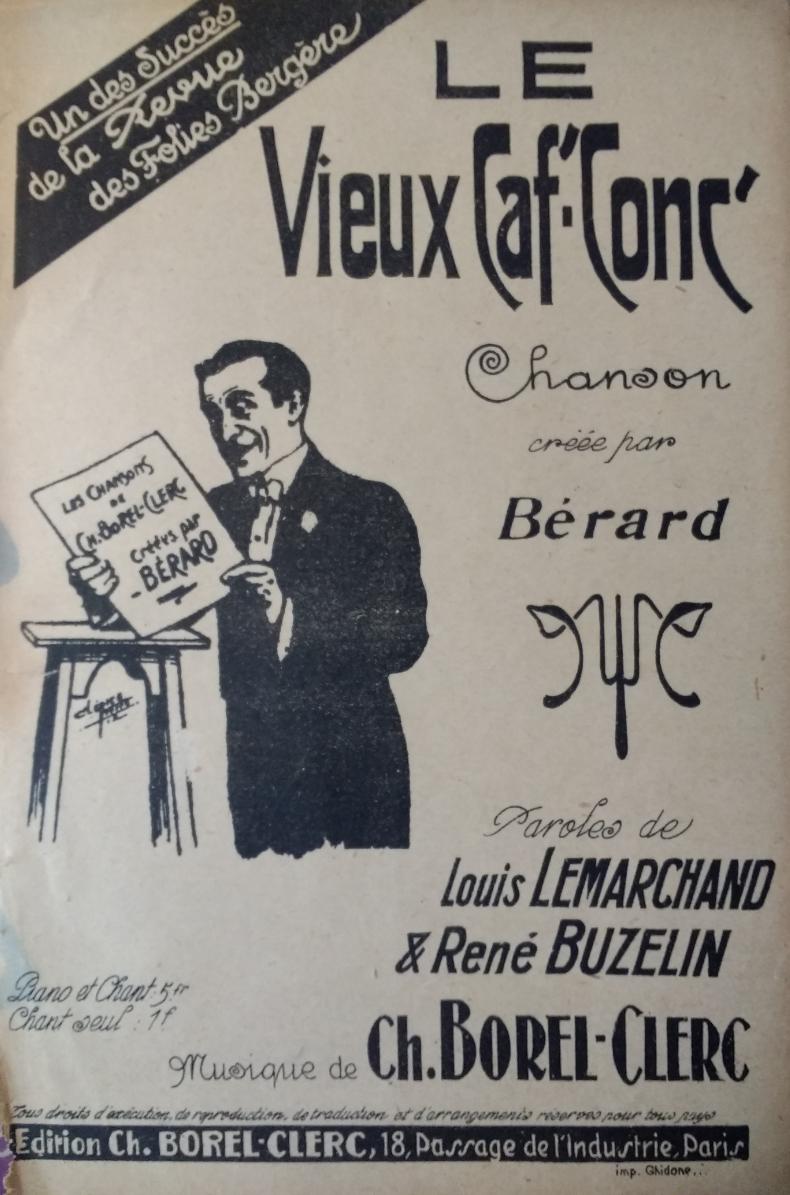 Un des Succès
de la Revue
des Folies Bergère
LE
Vieux Caf'-Conc'
Chanson
créée par
Bérard
LES CHANSONS
DE
CH. BOREL-CLERC
Créées par
-BÉRARD
Paroles de
Louis LEMARCHAND
& René BUZELIN
Piano et Chant: 5fr
Chant seul : 1f
Musique de Ch. BOREL-CLERC
Tous droits d'exécution, de reproduction, de traduction et d'arrangements réservés pour tous pays
Edition Ch. BOREL-CLERC, 18, Passage de l'Industrie, Paris
imp. Ghidone...